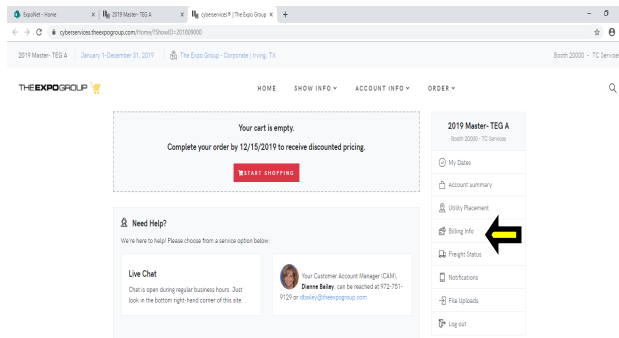 ExpoNet - Home
2019 Master- TEG A
cyberservices® | The Expo Group
cyberservices.theexpogroup.com/Home/?ShowID=201809000
2019 Master- TEG A
January 1-December 31, 2019
The Expo Group - Corporate | Irving, TX
Booth 20000 - TC Services
THEEXPOGROUP
HOME SHOW INFO ACCOUNT INFO ORDER
Your cart is empty.
Complete your order by 12/15/2019 to receive discounted pricing.
START SHOPPING
Need Help?
We're here to help! Please choose from a service option below:
Live Chat
Chat is open during regular business hours. Just
look in the bottom right-hand corner of this site.
Your Customer Account Manager (CAM),
Dianne Bailey, can be reached at 972-751-
9129 or dbailey@theexpogroup.com
2019 Master- TEG A
Booth 20000 - TC Services
My Dates
Account Summary
Utility Placement
Billing Info
Freight Status
Notifications
File Uploads
Log out